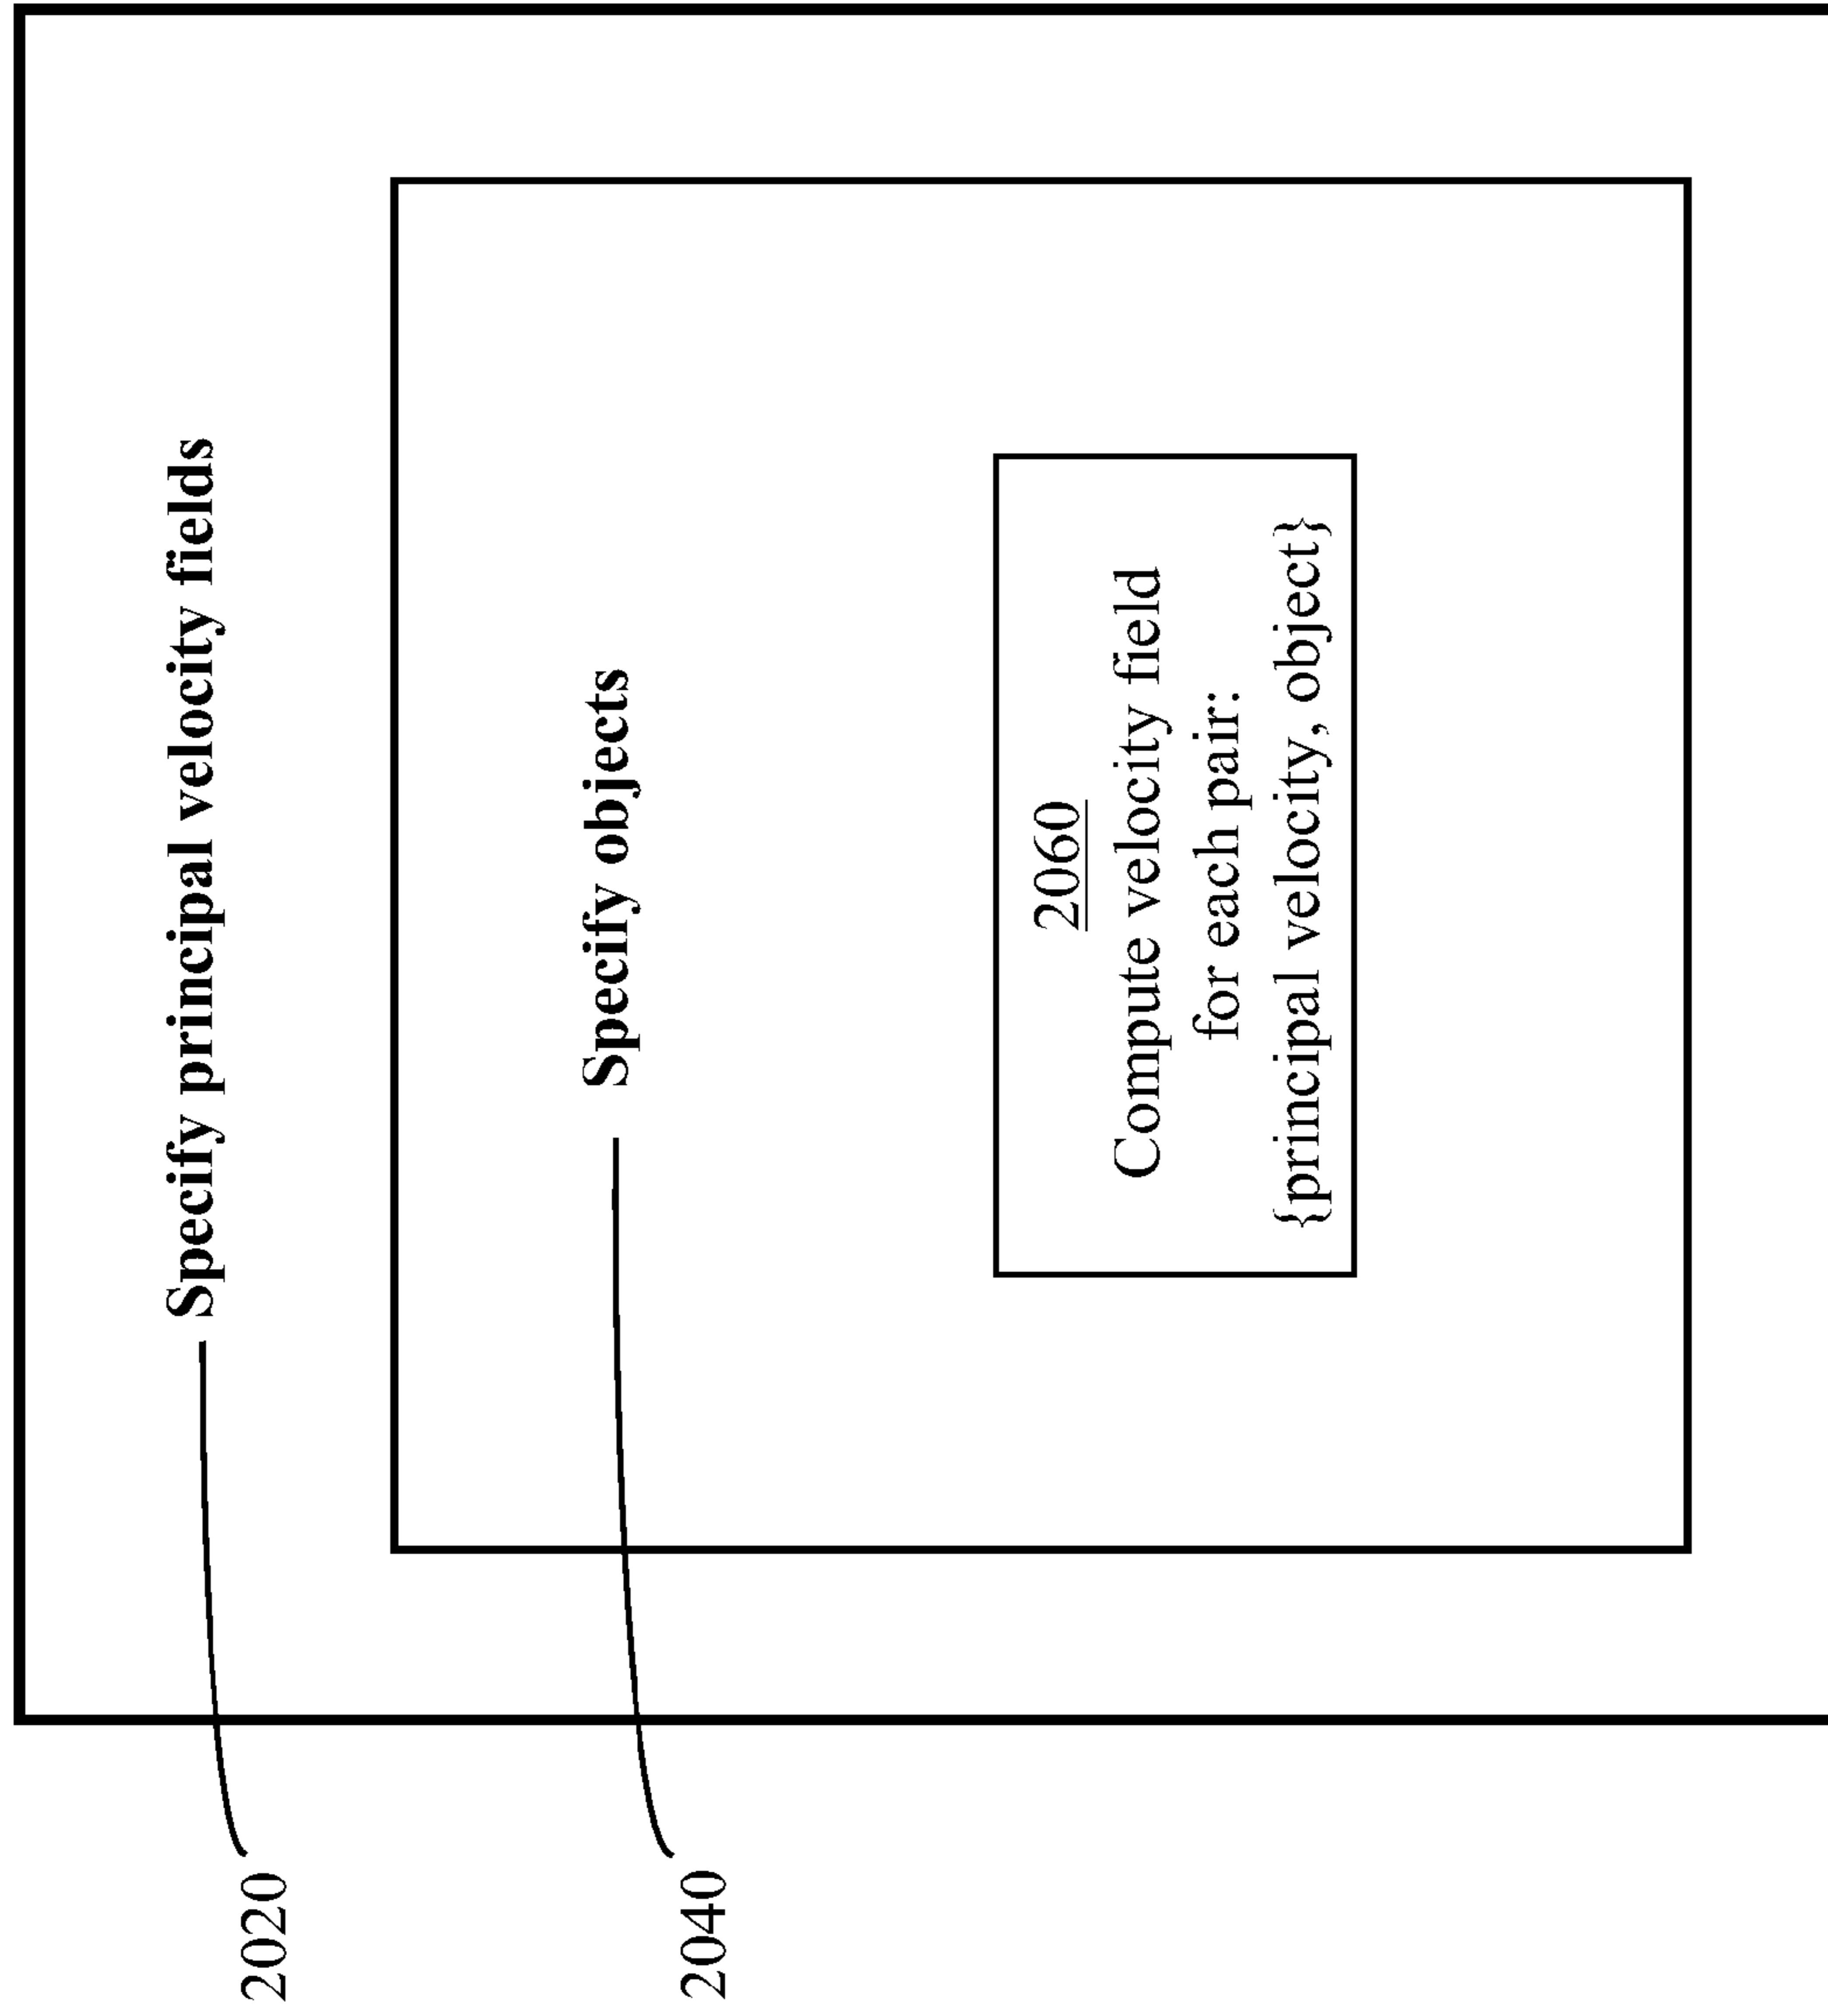 2020
Specify principal velocity fields
2040
Specify objects
2060
Compute velocity field
for each pair:
{principal velocity, object}